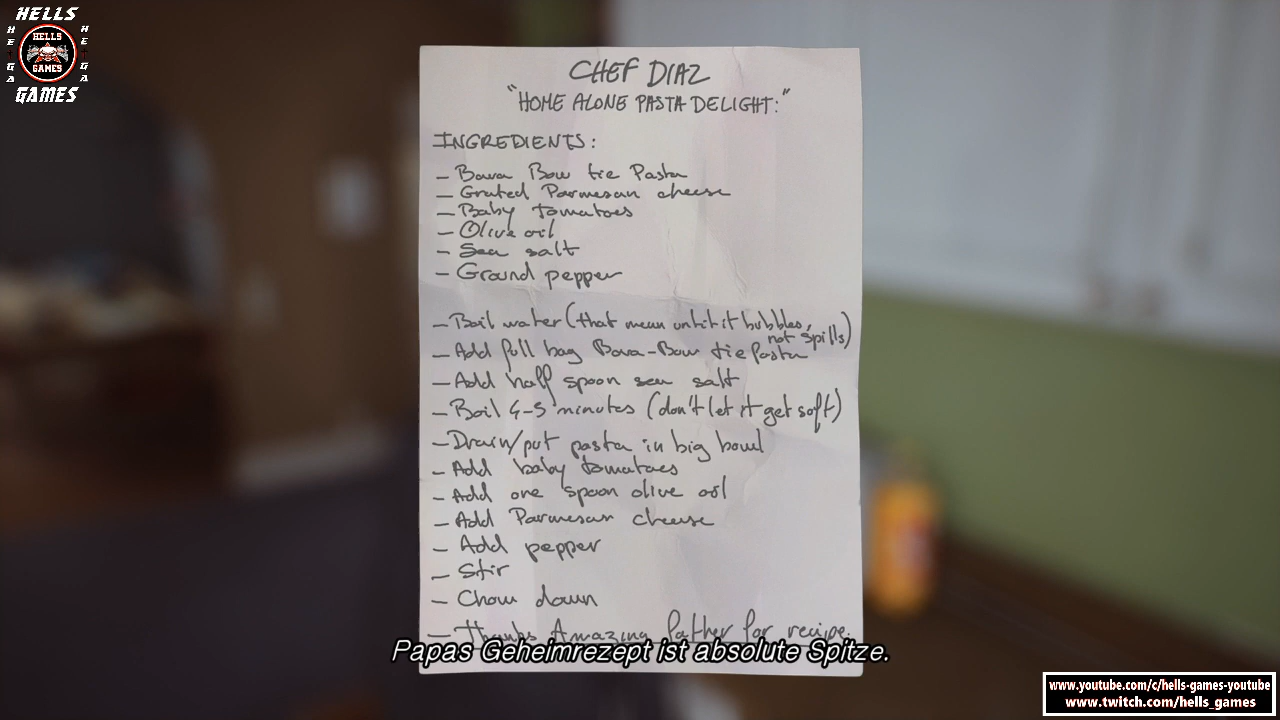 HELLS
HELLS
GAMES
GAMES
CHEF DIAZ
"HOME ALONE PASTA DELIGHT:"
INGREDIENTS:
- Bava Bow tie Pasta
- Grated Parmesan cheese
- Baby tomatoes
- Olive oil
- Sea salt
- Ground pepper
- Boil water (that mean until it bubbles, not spills)
- Add full bag Bava-Bow tie Pasta
- Add half spoon sea salt
- Boil 4-5 minutes (don't let it get soft)
- Drain/put pasta in big bowl
- Add baby tomatoes
- Add one spoon olive oil
- Add Parmesan cheese
- Add pepper
- Stir
- Chow down
- Thanks Amazing father for recipe.
Papas Geheimrezept ist absolute Spitze.
www.youtube.com/c/hells-games-youtube
www.twitch.com/hells_games